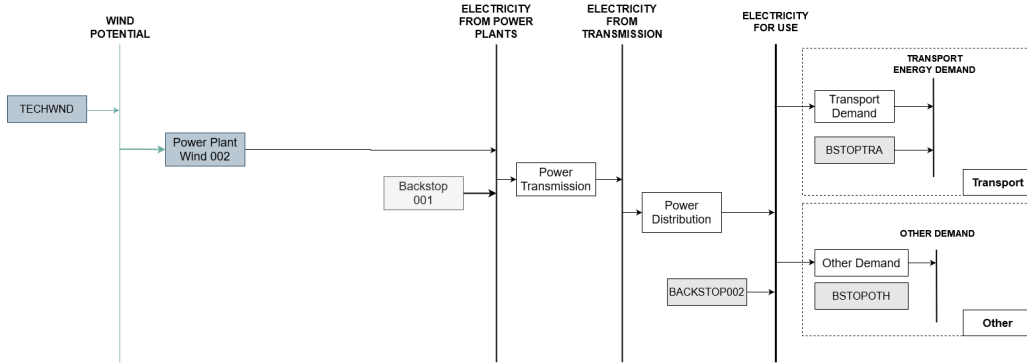 WIND
POTENTIAL
ELECTRICITY
FROM POWER
PLANTS
ELECTRICITY
FROM
TRANSMISSION
ELECTRICITY
FOR USE
TRANSPORT
ENERGY DEMAND
TECHWND
Transport
Demand
Power Plant
Wind 002
BSTOPTRA
Backstop
001
Power
Transmission
Transport
Power
Distribution
OTHER DEMAND
Other Demand
BACKSTOP002
BSTOPOTH
Other